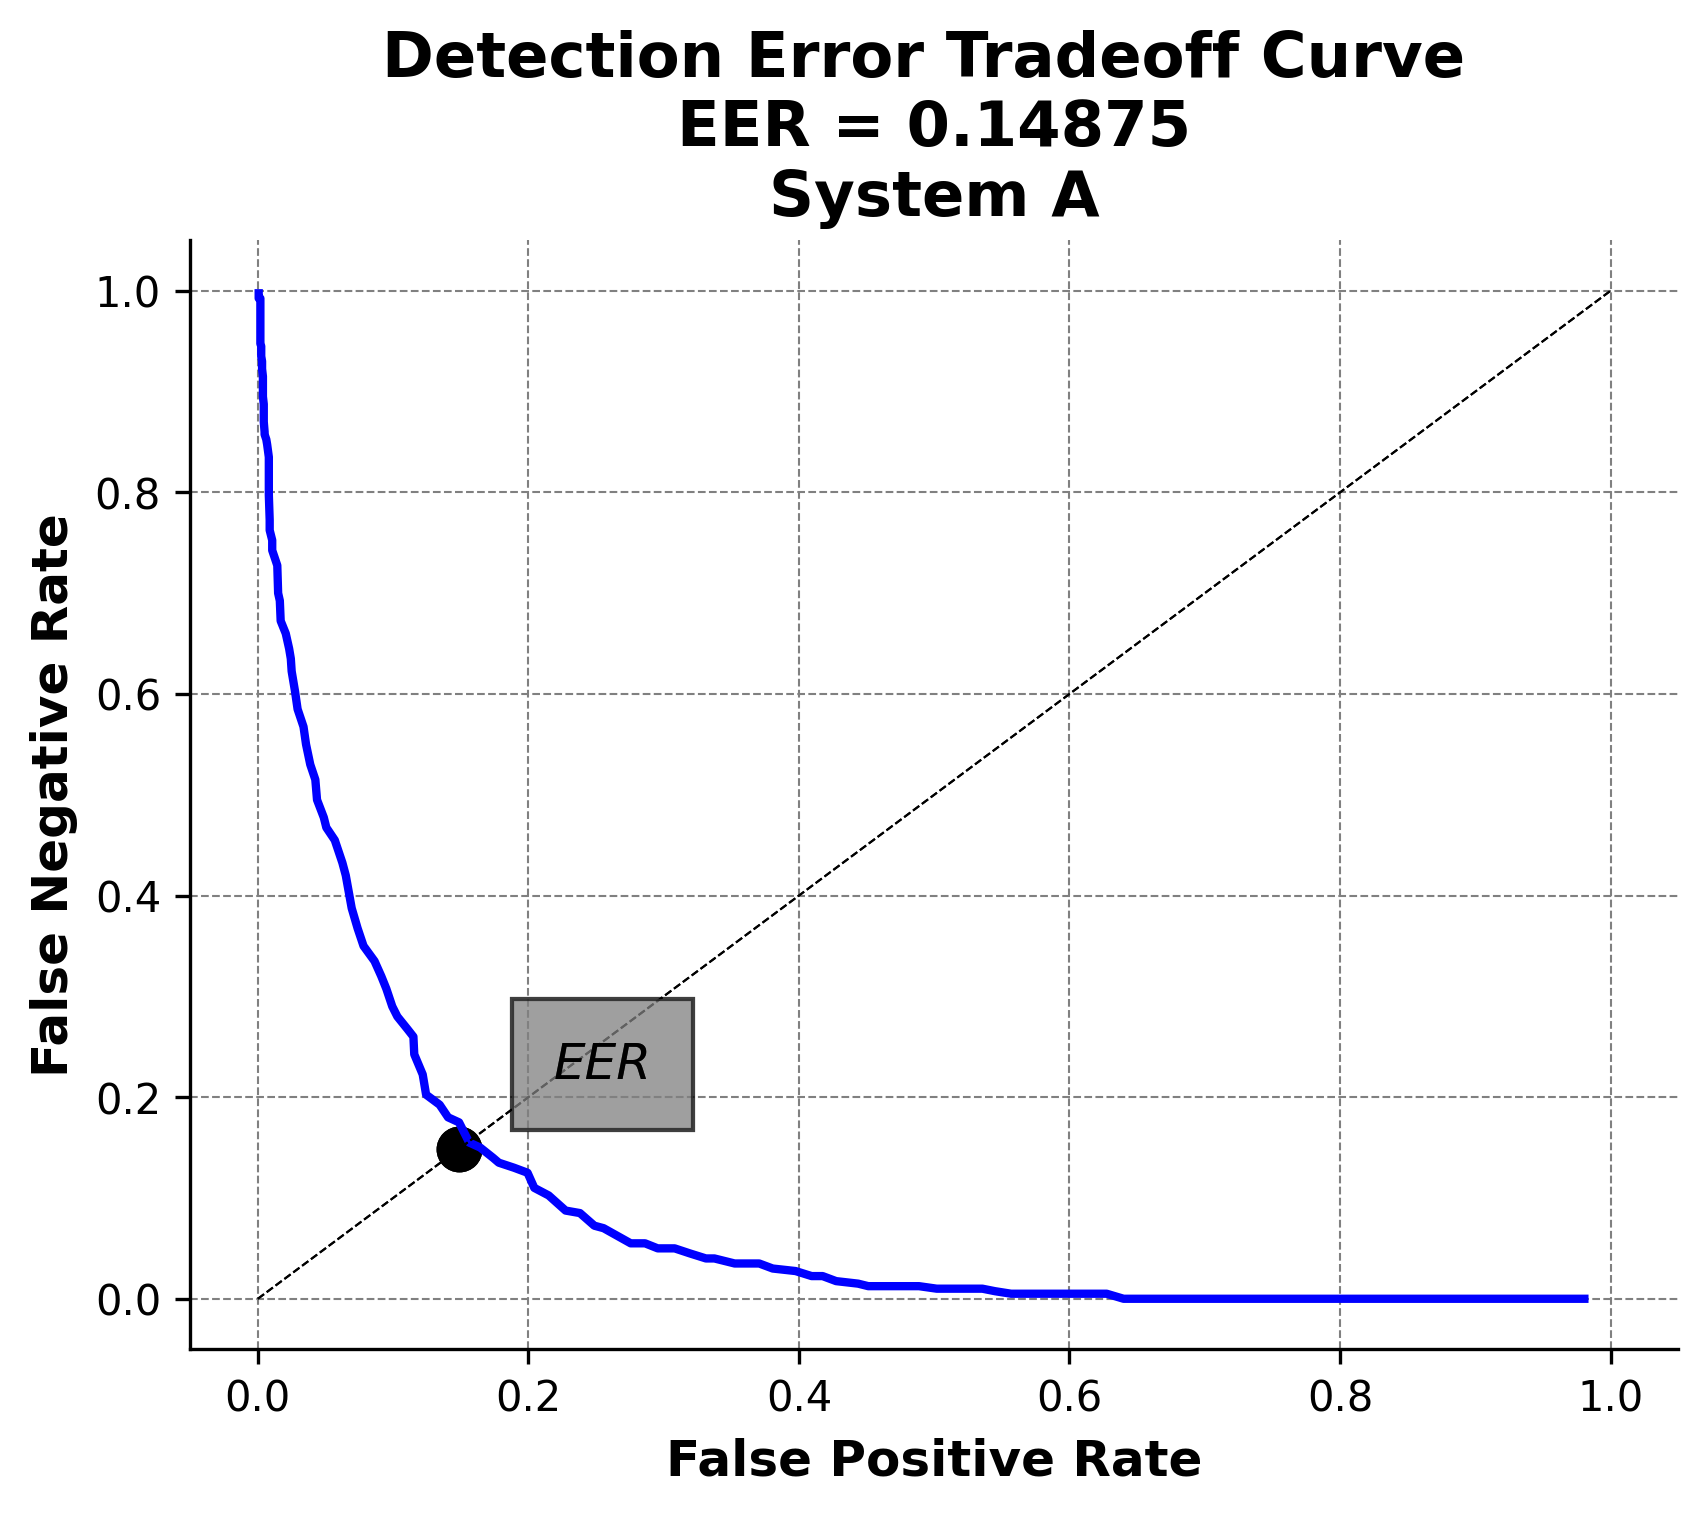 Detection Error Tradeoff Curve
EER = 0.14875
System A
False Negative Rate
1.0
0.8
0.6
0.4
0.2
0.0
EER
0.0 0.2 0.4 0.6 0.8 1.0
False Positive Rate